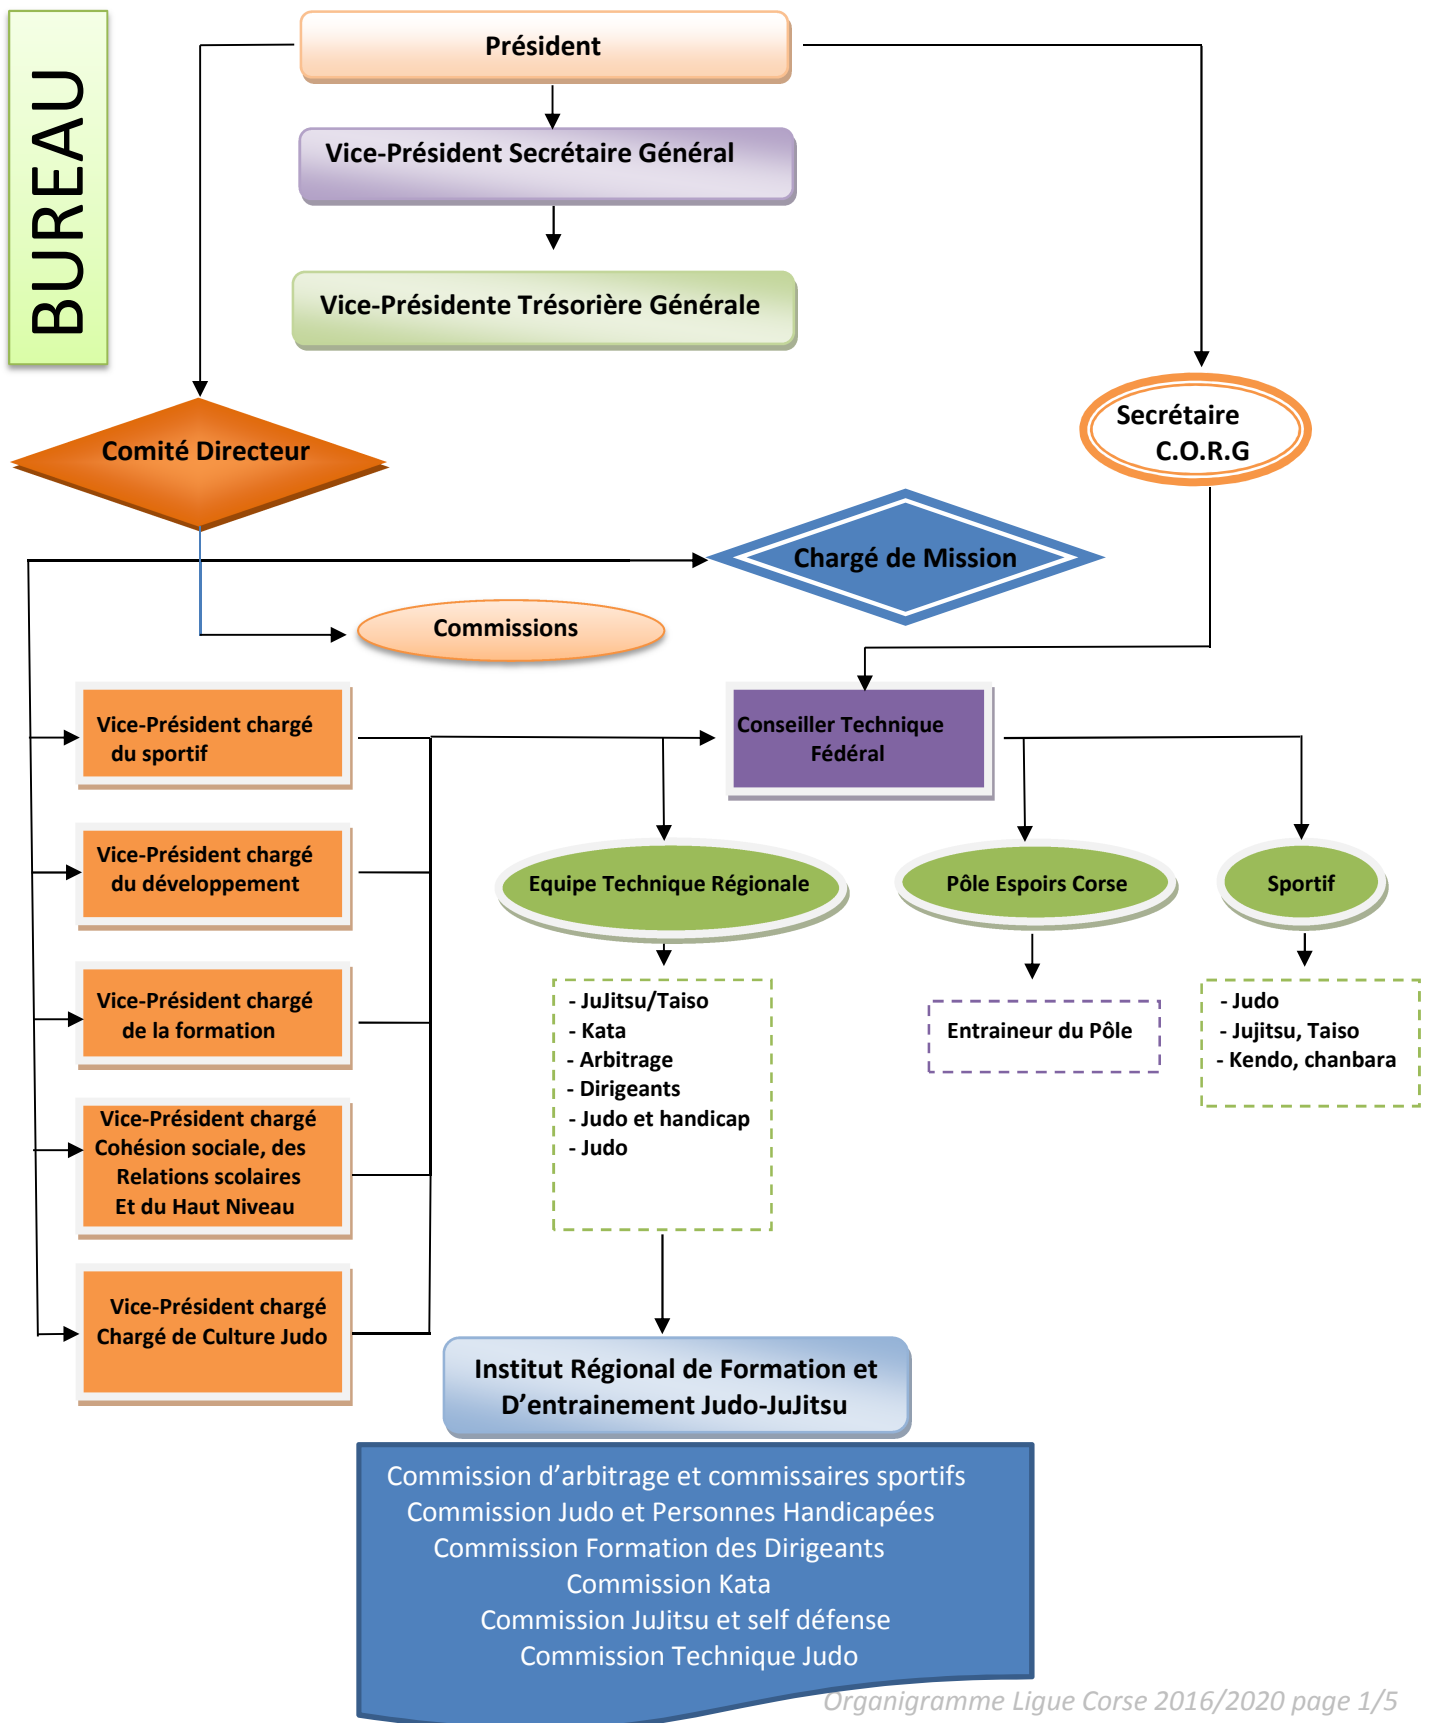 BUREAU
Président
Vice-Président Secrétaire Général
Vice-Présidente Trésorière Générale
Comité Directeur
Secrétaire
C.O.R.G
Chargé de Mission
Commissions
Vice-Président chargé
du sportif
Conseiller Technique
Fédéral
Vice-Président chargé
du développement
Equipe Technique Régionale
Pôle Espoirs Corse
Sportif
Vice-Président chargé
de la formation
- JuJitsu/Taiso
- Kata
- Arbitrage
- Dirigeants
- Judo et handicap
- Judo
Entraineur du Pôle
- Judo
- Jujitsu, Taiso
- Kendo, chanbara
Vice-Président chargé
Cohésion sociale, des
Relations scolaires
Et du Haut Niveau
Vice-Président chargé
Chargé de Culture Judo
Institut Régional de Formation et
D’entrainement Judo-JuJitsu
Commission d’arbitrage et commissaires sportifs
Commission Judo et Personnes Handicapées
Commission Formation des Dirigeants
Commission Kata
Commission JuJitsu et self défense
Commission Technique Judo
Organigramme Ligue Corse 2016/2020 page 1/5